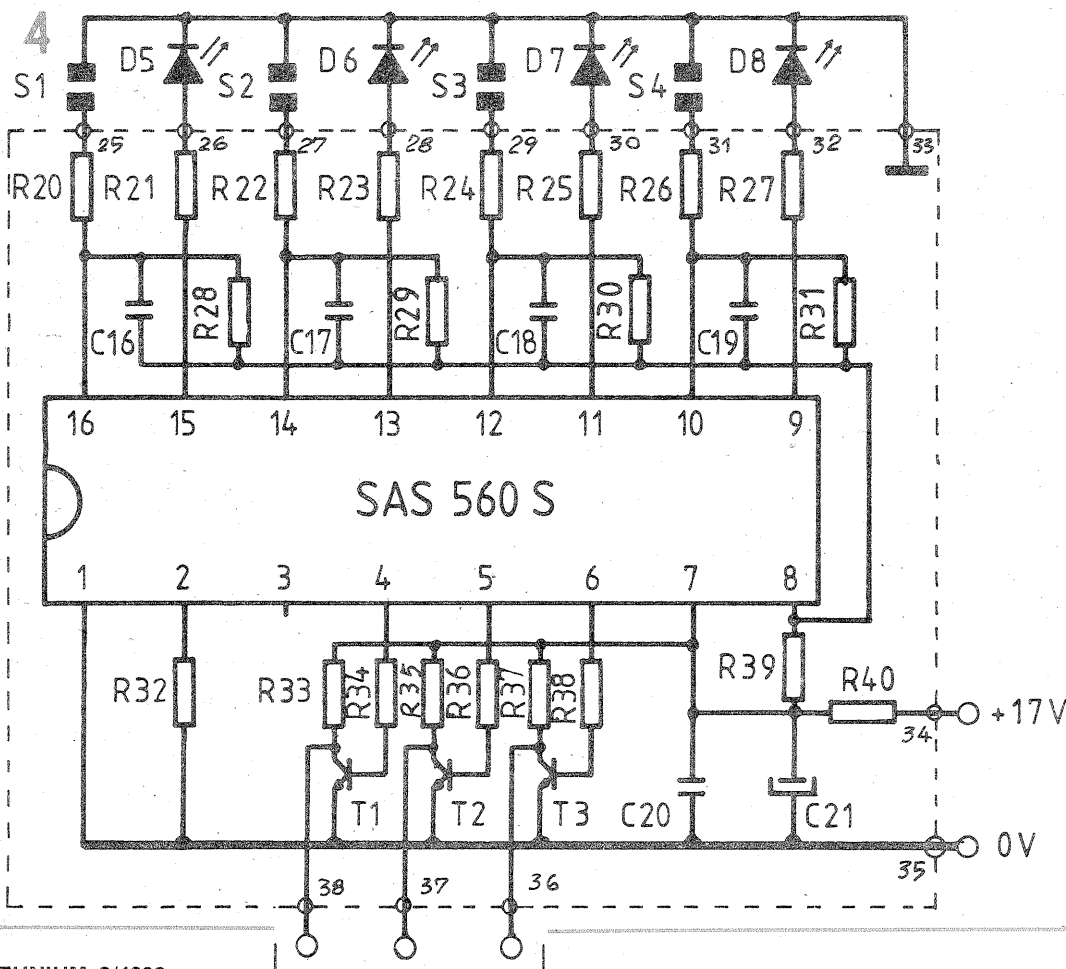 4
S1 D5 S2 D6 S3 D7 S4 D8
25 26 27 28 29 30 31 32 33
R20 R21 R22 R23 R24 R25 R26 R27
C16 R28 C17 R29 C18 R30 C19 R31
16 15 14 13 12 11 10 9
SAS 560 S
1 2 3 4 5 6 7 8
R32 R33 R34 R35 R36 R37 R38 R39 R40
+17V
34
T1 T2 T3 C20 C21
0V
35
38 37 36